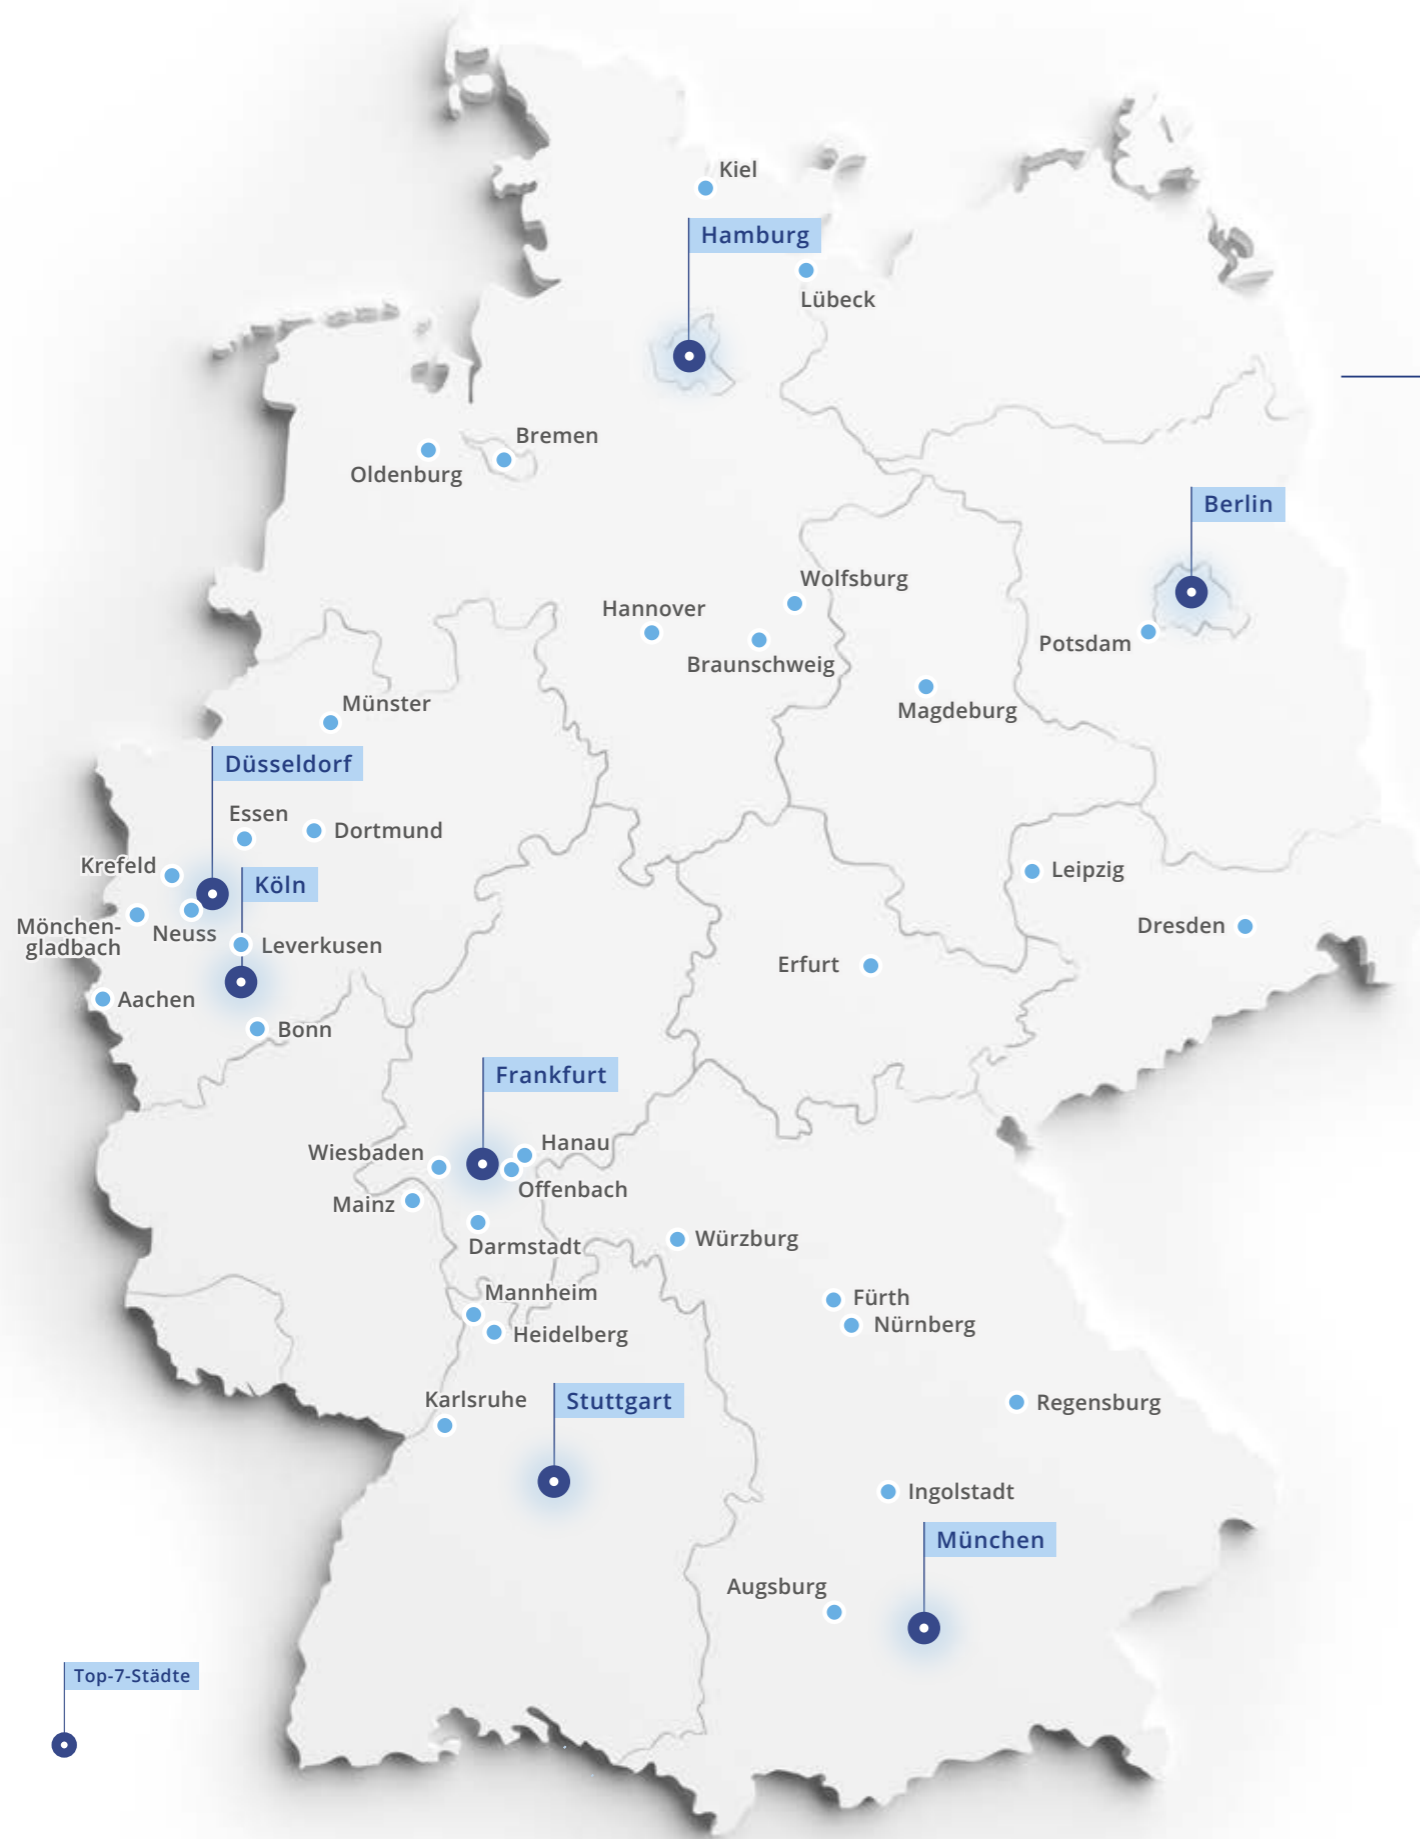 Kiel
Hamburg
Lübeck
Bremen
Oldenburg
Berlin
Wolfsburg
Hannover
Potsdam
Braunschweig
Magdeburg
Münster
Düsseldorf
Essen
Dortmund
Krefeld
Köln
Leipzig
Mönchen-
gladbach
Neuss
Dresden
Leverkusen
Erfurt
Aachen
Bonn
Frankfurt
Hanau
Wiesbaden
Offenbach
Mainz
Würzburg
Darmstadt
Mannheim
Fürth
Nürnberg
Heidelberg
Karlsruhe
Stuttgart
Regensburg
Ingolstadt
München
Augsburg
Top-7-Städte